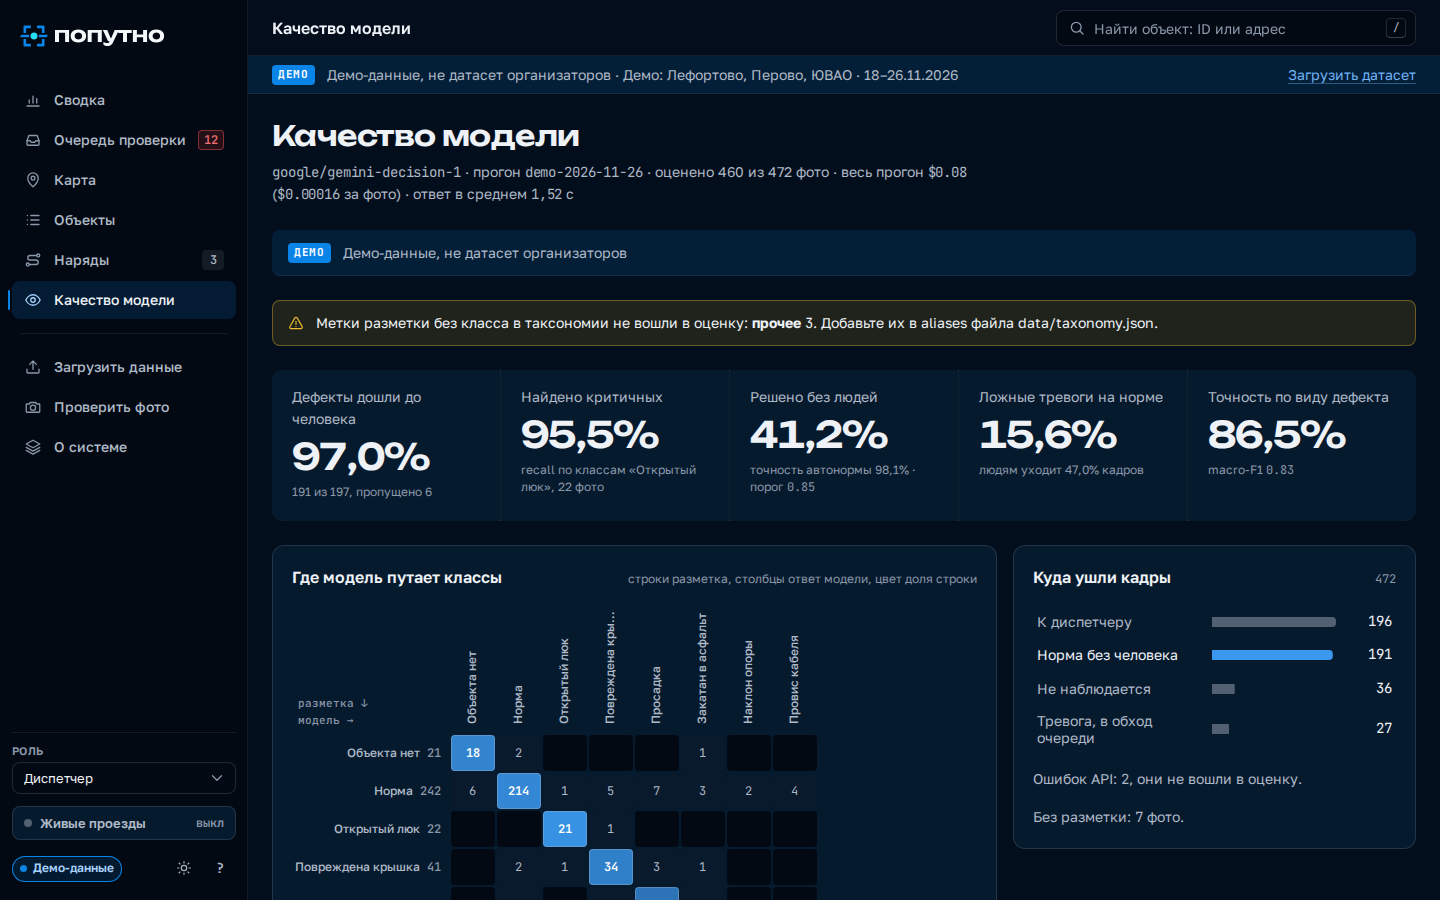 ПОПУТНО
Сводка
Очередь проверки 12
Карта
Объекты
Наряды 3
Качество модели
Загрузить данные
Проверить фото
О системе
РОЛЬ
Диспетчер
Живые проезды ВЫКЛ
Демо-данные ?
Качество модели
Найти объект: ID или адрес /
ДЕМО Демо-данные, не датасет организаторов · Демо: Лефортово, Перово, ЮВАО · 18–26.11.2026 Загрузить датасет
Качество модели
google/gemini-decision-1 · прогон demo-2026-11-26 · оценено 460 из 472 фото · весь прогон $0.08
($0.00016 за фото) · ответ в среднем 1,52 с
ДЕМО Демо-данные, не датасет организаторов
Метки разметки без класса в таксономии не вошли в оценку: прочее 3. Добавьте их в aliases файла data/taxonomy.json.
Дефекты дошли до
человека
97,0%
191 из 197, пропущено 6
Найдено критичных
95,5%
recall по классам «Открытый
люк», 22 фото
Решено без людей
41,2%
точность автонормы 98,1% ·
порог 0.85
Ложные тревоги на норме
15,6%
людям уходит 47,0% кадров
Точность по виду дефекта
86,5%
macro-F1 0.83
Где модель путает классы строки разметка, столбцы ответ модели, цвет доля строки
разметка ↓
модель →
Объекта нет
Норма
Открытый люк
Повреждена кры…
Просадка
Закатан в асфальт
Наклон опоры
Провис кабеля
Объекта нет 21 18 2 1
Норма 242 6 214 1 5 7 3 2 4
Открытый люк 22 21 1
Повреждена крышка 41 2 1 34 3 1
Куда ушли кадры 472
К диспетчеру 196
Норма без человека 191
Не наблюдается 36
Тревога, в обход
очереди 27
Ошибок API: 2, они не вошли в оценку.
Без разметки: 7 фото.